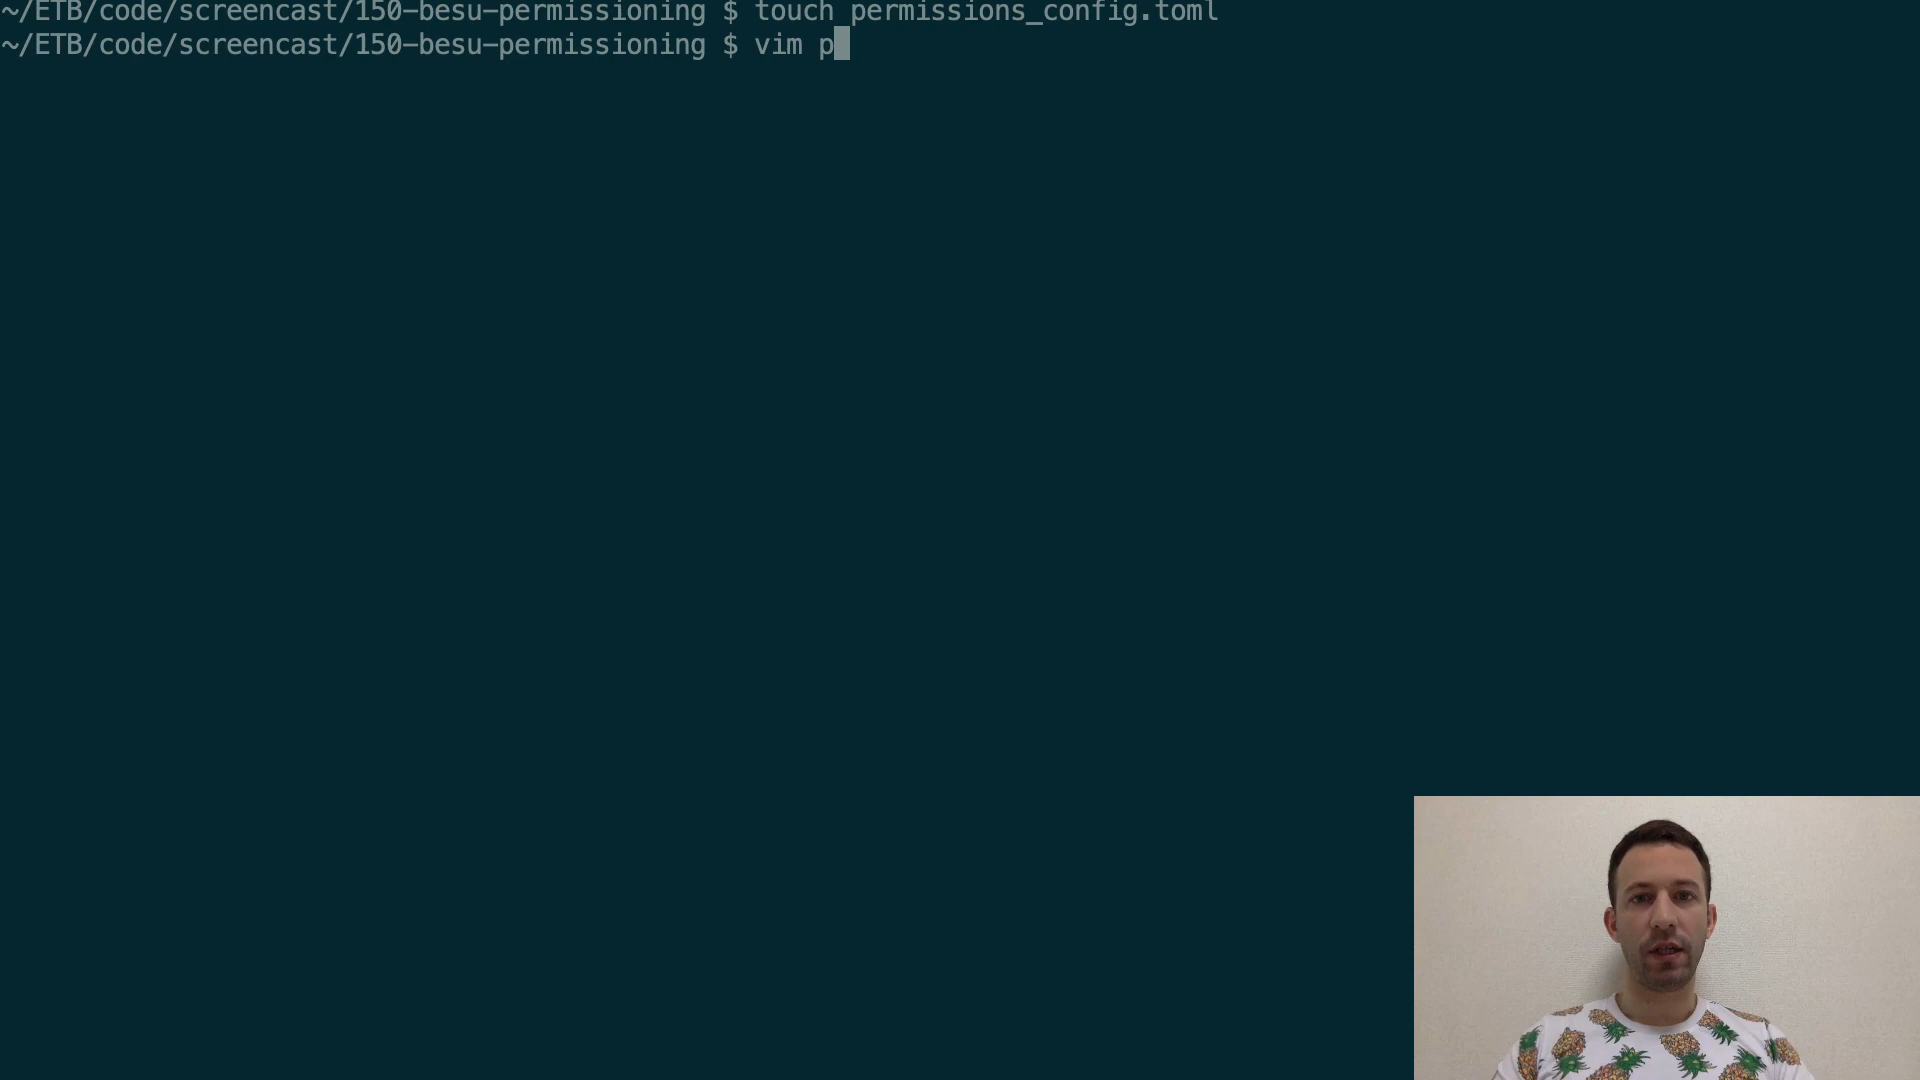 ~/ETB/code/screencast/150-besu-permissioning $ touch permissions_config.toml
~/ETB/code/screencast/150-besu-permissioning $ vim p